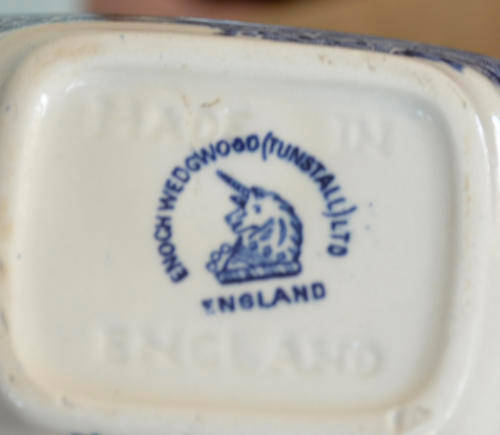 MADE IN
ENOCH WEDGWOOD (TUNSTALL) LTD
ENGLAND
ENGLAND